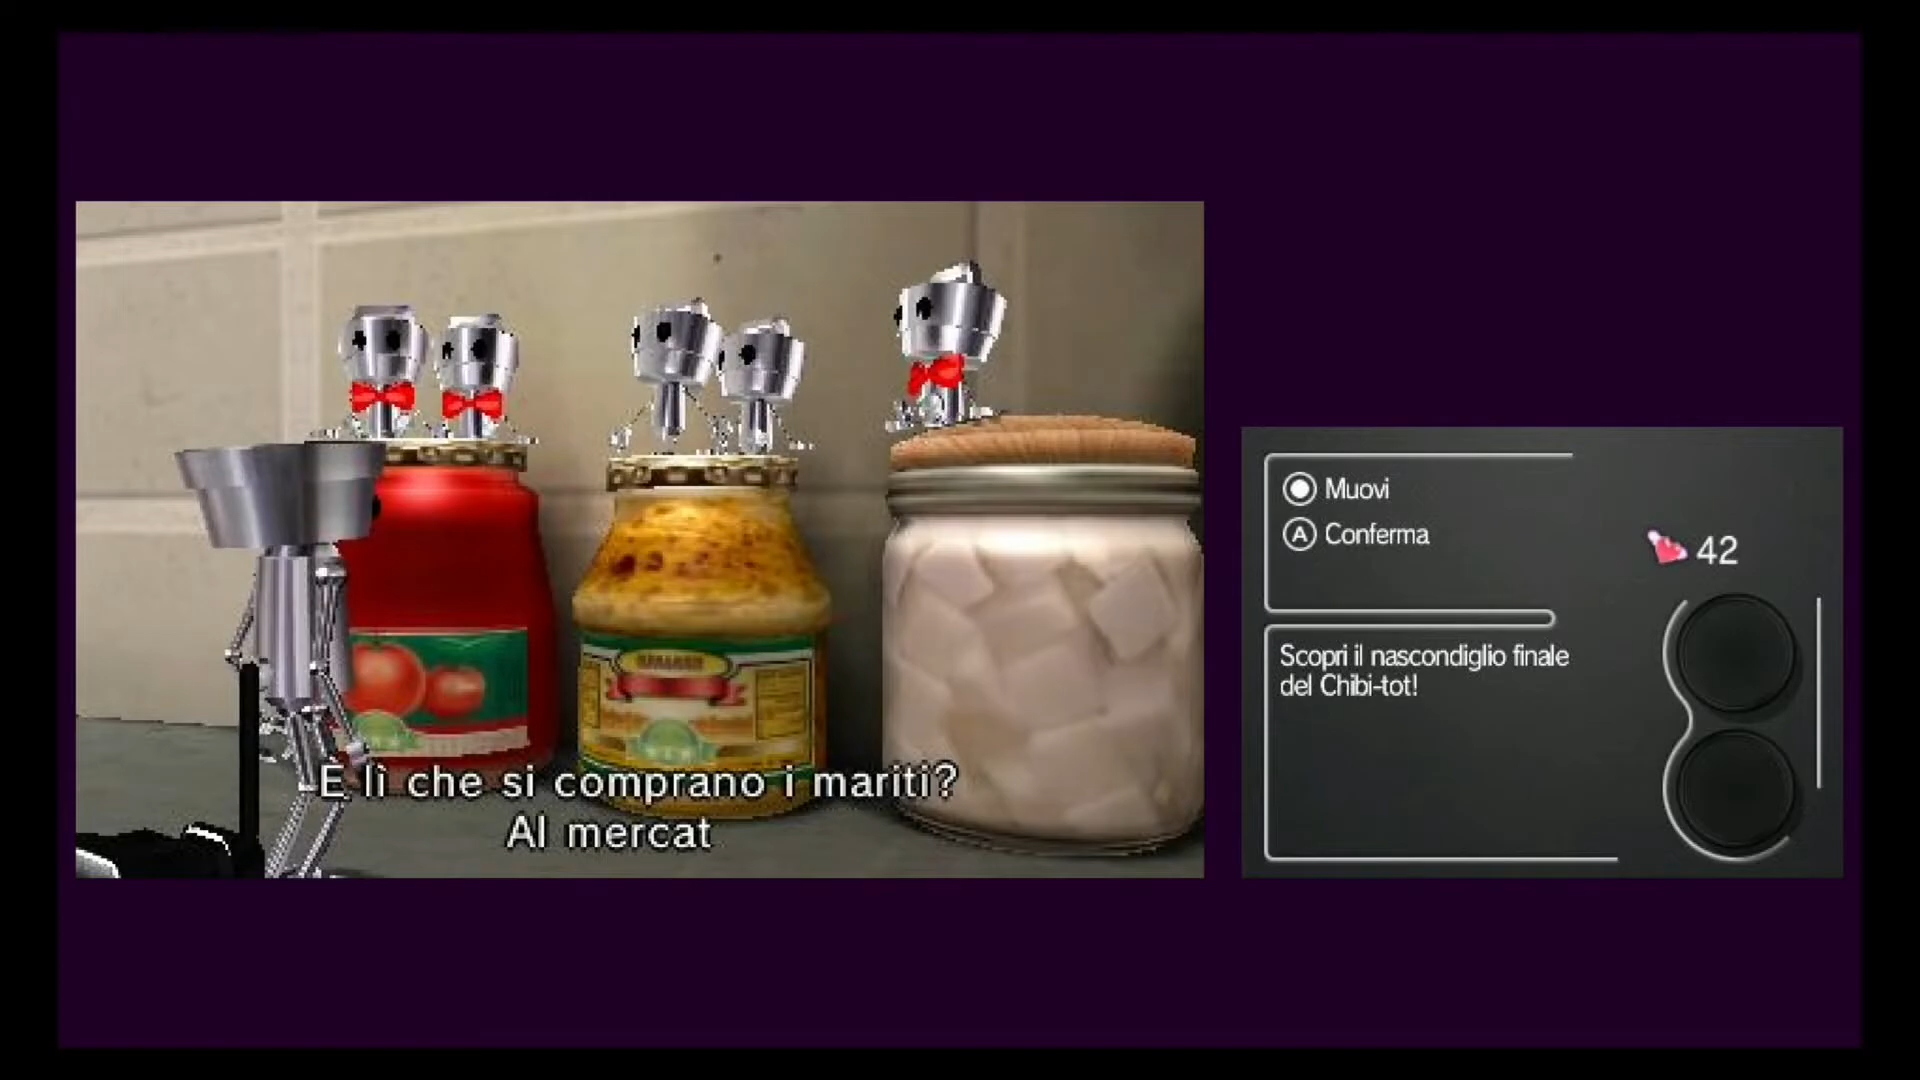 È lì che si comprano i mariti?
Al mercat
Muovi
A Conferma
42
Scopri il nascondiglio finale
del Chibi-tot!